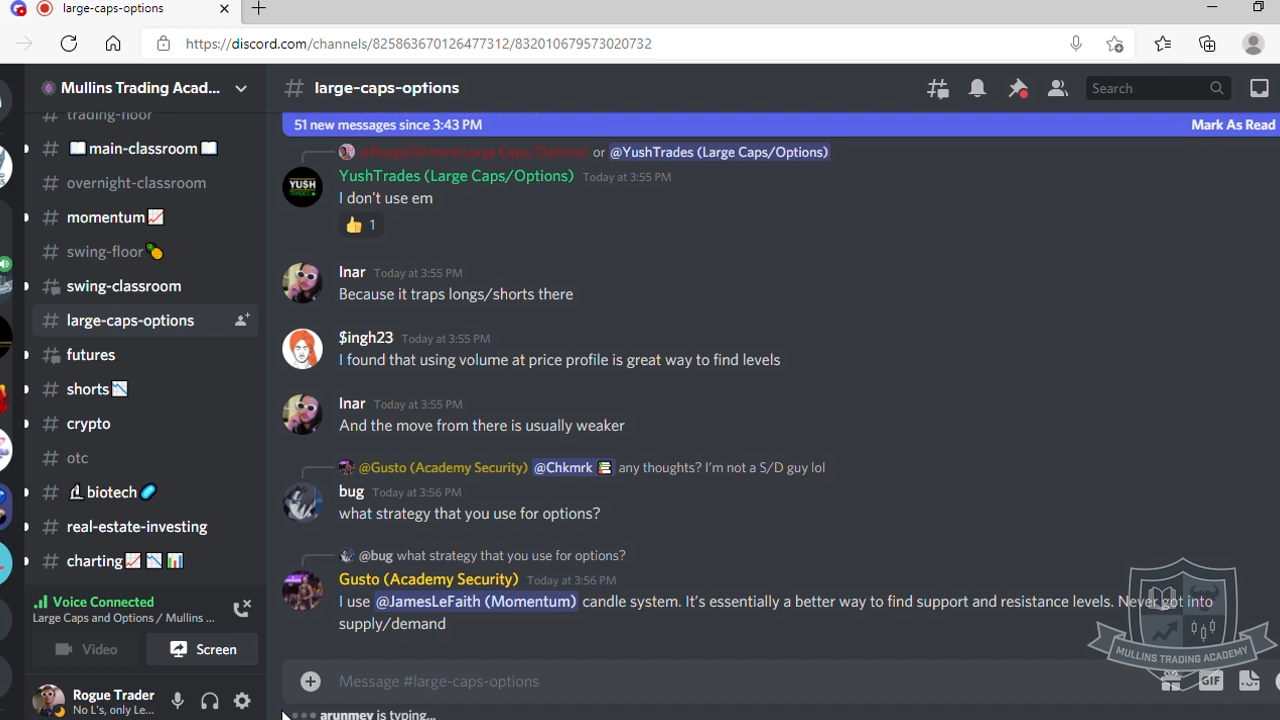 large-caps-options
https://discord.com/channels/825863670126477312/832010679573020732
Mullins Trading Acad...
large-caps-options
Search
trading-floor
51 new messages since 3:43 PM
Mark As Read
main-classroom
overnight-classroom
momentum
swing-floor
swing-classroom
large-caps-options
futures
shorts
crypto
otc
biotech
real-estate-investing
charting
Voice Connected
Large Caps and Options / Mullins ...
Video
Screen
Rogue Trader
No L's, only Le...
or @YushTrades (Large Caps/Options)
YUSH
YushTrades (Large Caps/Options) Today at 3:55 PM
I don't use em
👍 1
Inar Today at 3:55 PM
Because it traps longs/shorts there
$ingh23 Today at 3:55 PM
I found that using volume at price profile is great way to find levels
Inar Today at 3:55 PM
And the move from there is usually weaker
@Gusto (Academy Security) @Chkmrk any thoughts? I'm not a S/D guy lol
bug Today at 3:56 PM
what strategy that you use for options?
@bug what strategy that you use for options?
Gusto (Academy Security) Today at 3:56 PM
I use @JamesLeFaith (Momentum) candle system. It's essentially a better way to find support and resistance levels. Never got into
supply/demand
MULLINS TRADING ACADEMY
Message #large-caps-options
GIF
arunmev is typing...